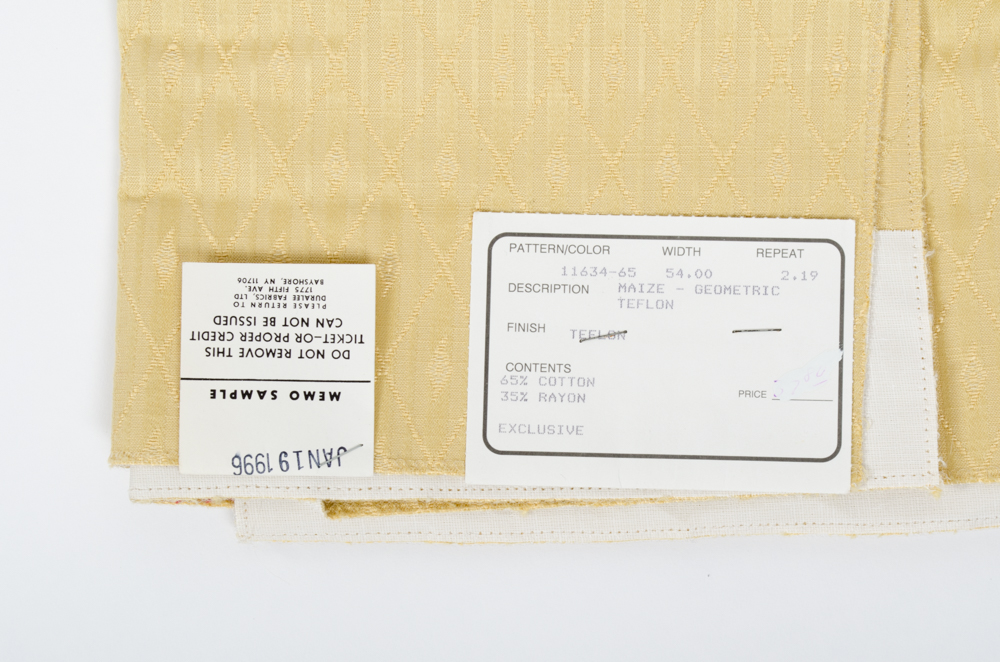 PATTERN/COLOR WIDTH REPEAT
11634-65 54.00 2.19
DESCRIPTION MAIZE - GEOMETRIC
TEFLON
FINISH TEFLON
CONTENTS
65% COTTON
35% RAYON
PRICE
EXCLUSIVE
JAN 19 1996
MEMO SAMPLE
DO NOT REMOVE THIS
TICKET—OR PROPER CREDIT
CAN NOT BE ISSUED
PLEASE RETURN TO
DURALEE FABRICS, LTD
1775 FIFTH AVE.
BAYSHORE, NY 11706